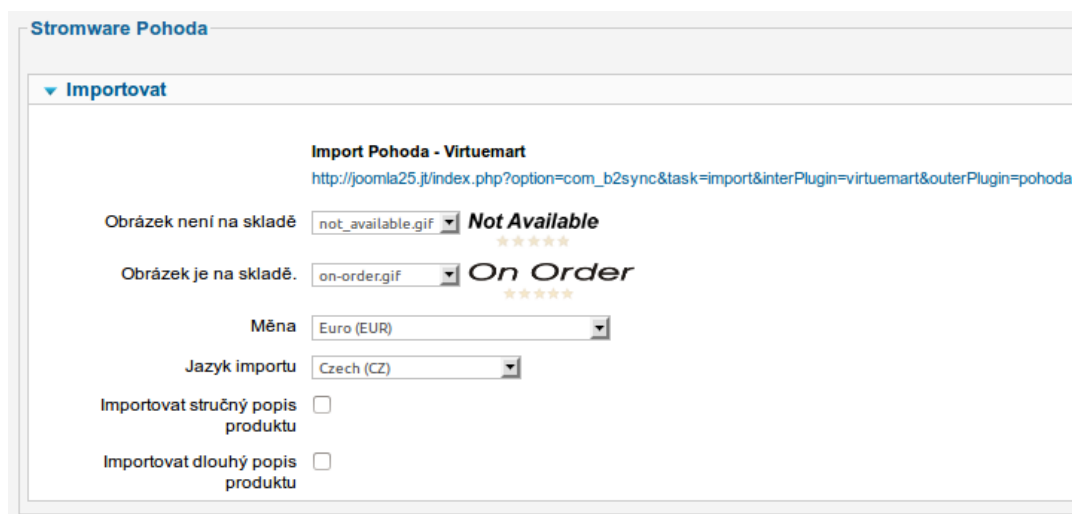 Stromware Pohoda
Importovat
Import Pohoda - Virtuemart
http://joomla25.jt/index.php?option=com_b2sync&task=import&interPlugin=virtuemart&outerPlugin=pohoda
Obrázek není na skladě not_available.gif Not Available
Obrázek je na skladě. on-order.gif On Order
Měna Euro (EUR)
Jazyk importu Czech (CZ)
Importovat stručný popis
produktu
Importovat dlouhý popis
produktu